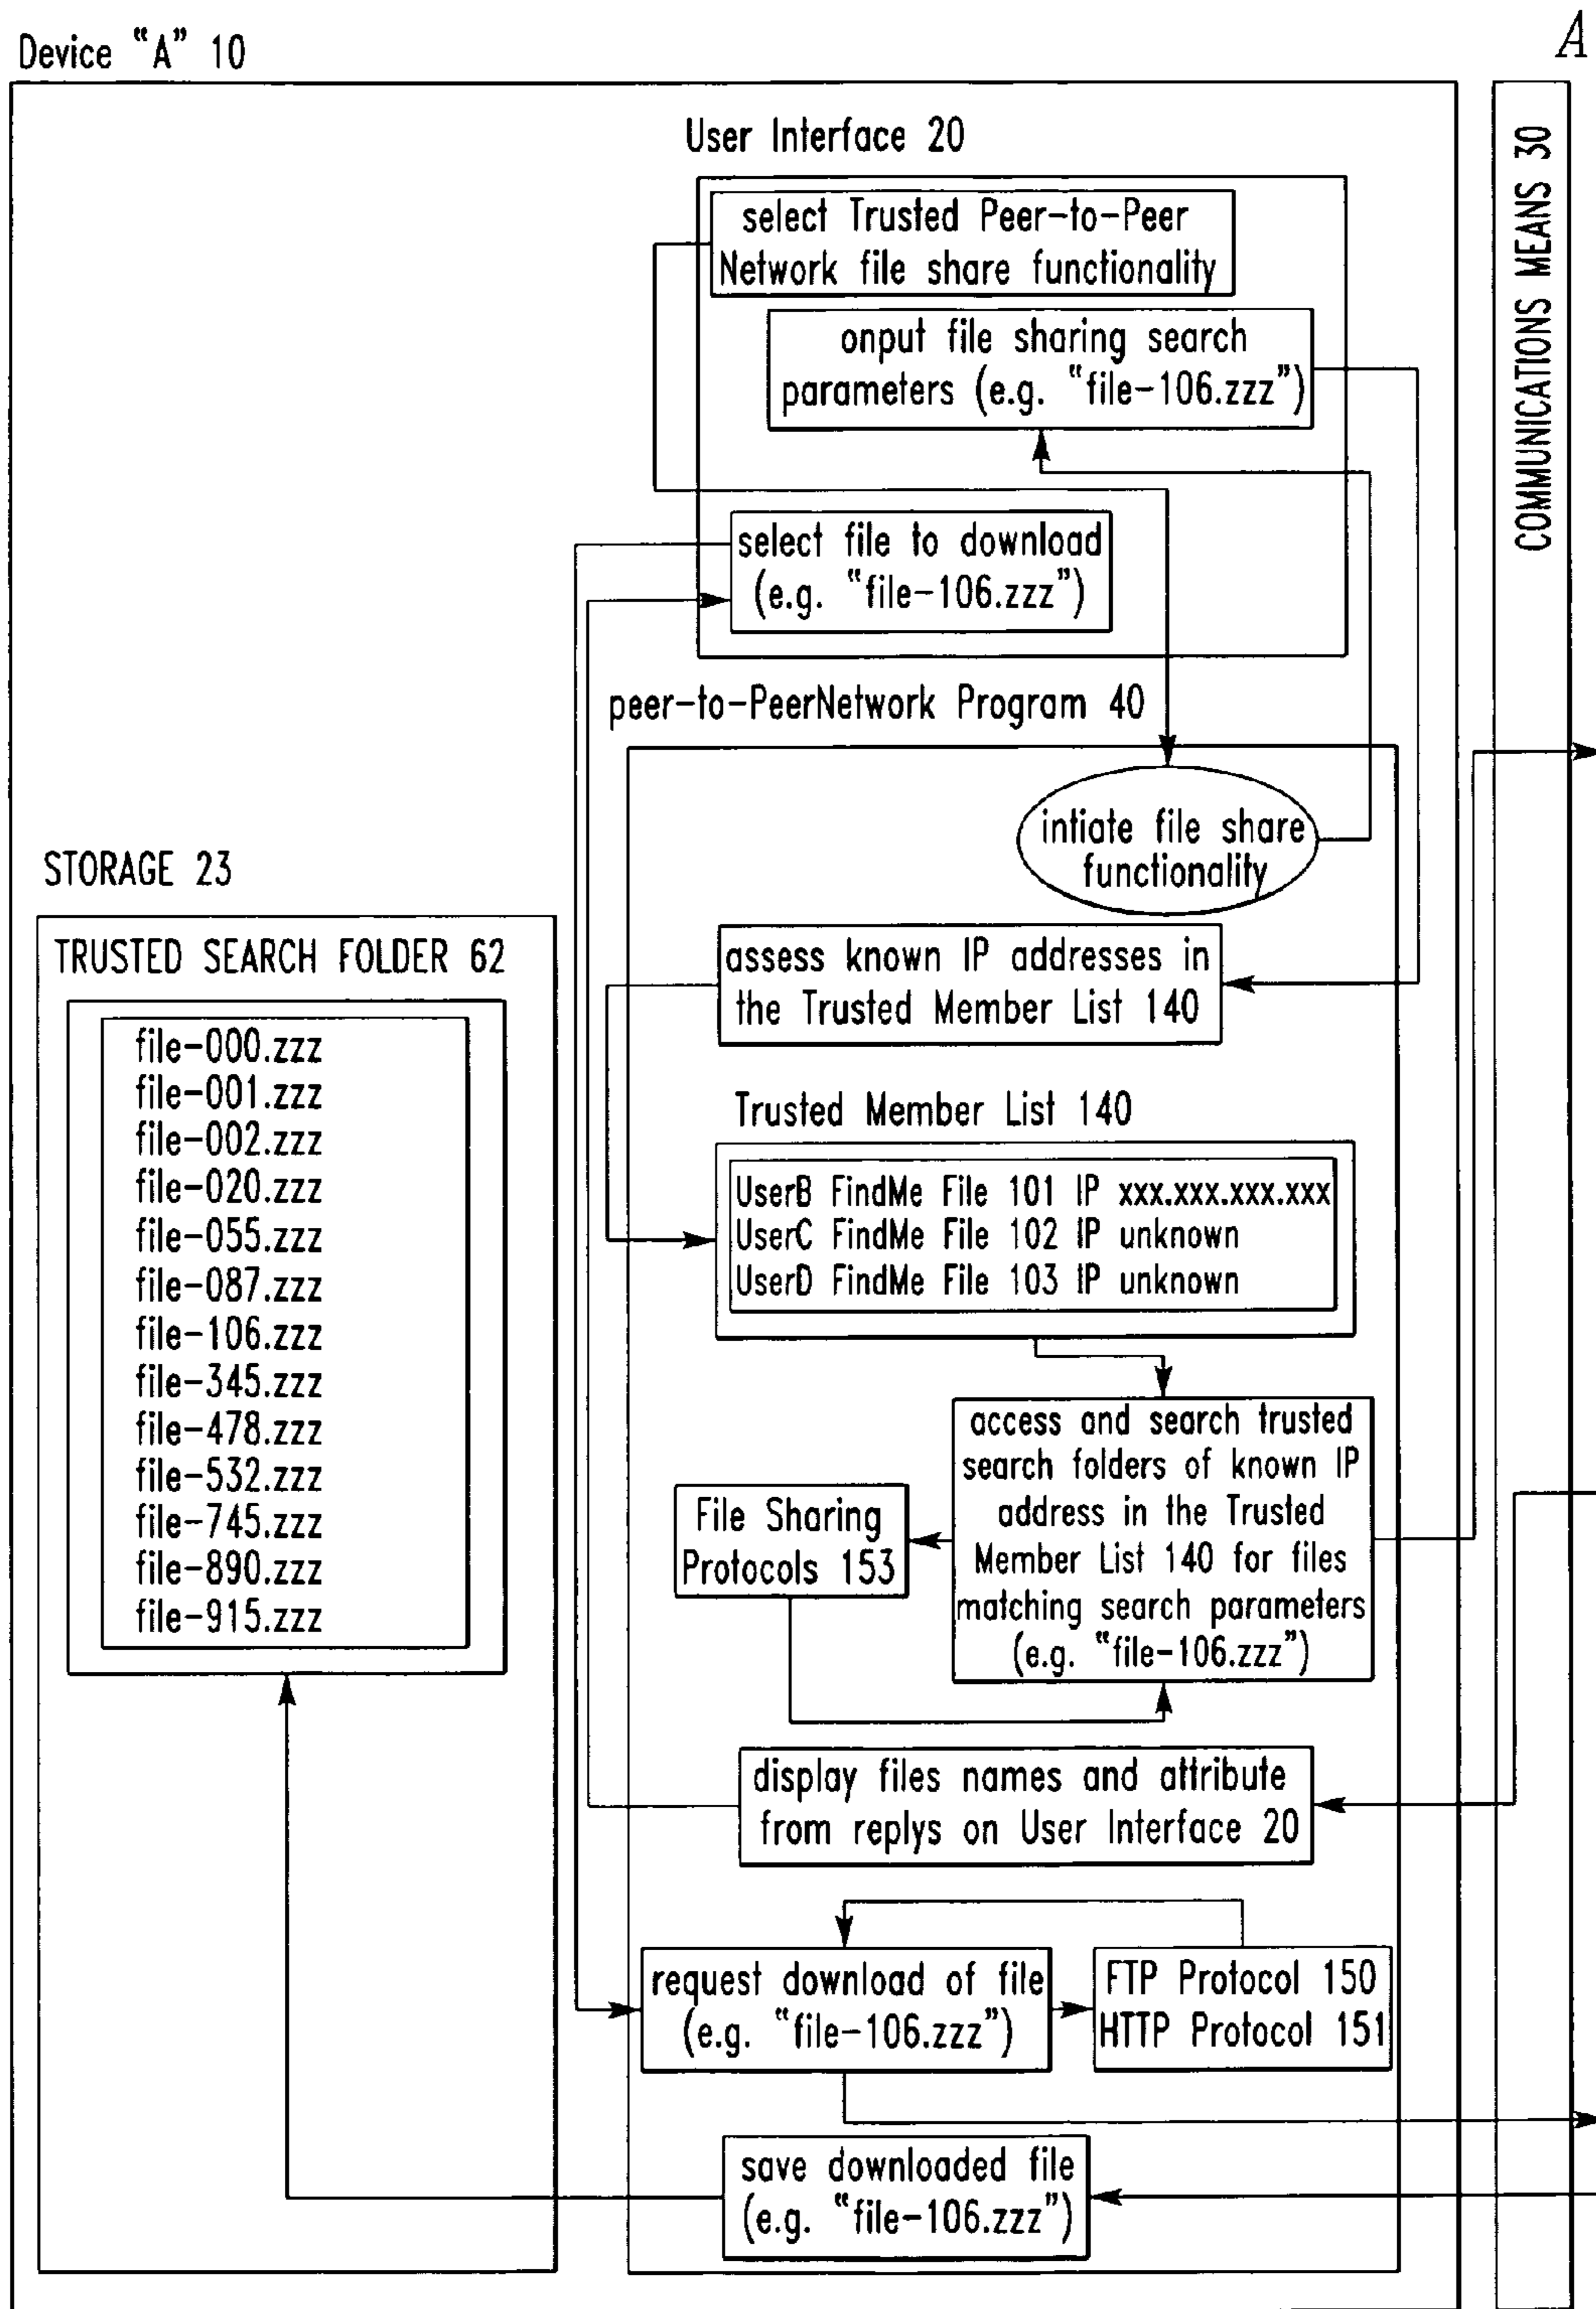 Device “A” 10
A
User Interface 20
COMMUNICATIONS MEANS 30
select Trusted Peer-to-Peer
Network file share functionality
onput file sharing search
parameters (e.g. “file-106.zzz”)
select file to download
(e.g. “file-106.zzz”)
peer-to-PeerNetwork Program 40
intiate file share
functionality
STORAGE 23
TRUSTED SEARCH FOLDER 62
file-000.zzz
file-001.zzz
file-002.zzz
file-020.zzz
file-055.zzz
file-087.zzz
file-106.zzz
file-345.zzz
file-478.zzz
file-532.zzz
file-745.zzz
file-890.zzz
file-915.zzz
assess known IP addresses in
the Trusted Member List 140
Trusted Member List 140
UserB FindMe File 101 IP xxx.xxx.xxx.xxx
UserC FindMe File 102 IP unknown
UserD FindMe File 103 IP unknown
access and search trusted
search folders of known IP
address in the Trusted
Member List 140 for files
matching search parameters
(e.g. “file-106.zzz”)
File Sharing
Protocols 153
display files names and attribute
from replys on User Interface 20
request download of file
(e.g. “file-106.zzz”)
FTP Protocol 150
HTTP Protocol 151
save downloaded file
(e.g. “file-106.zzz”)